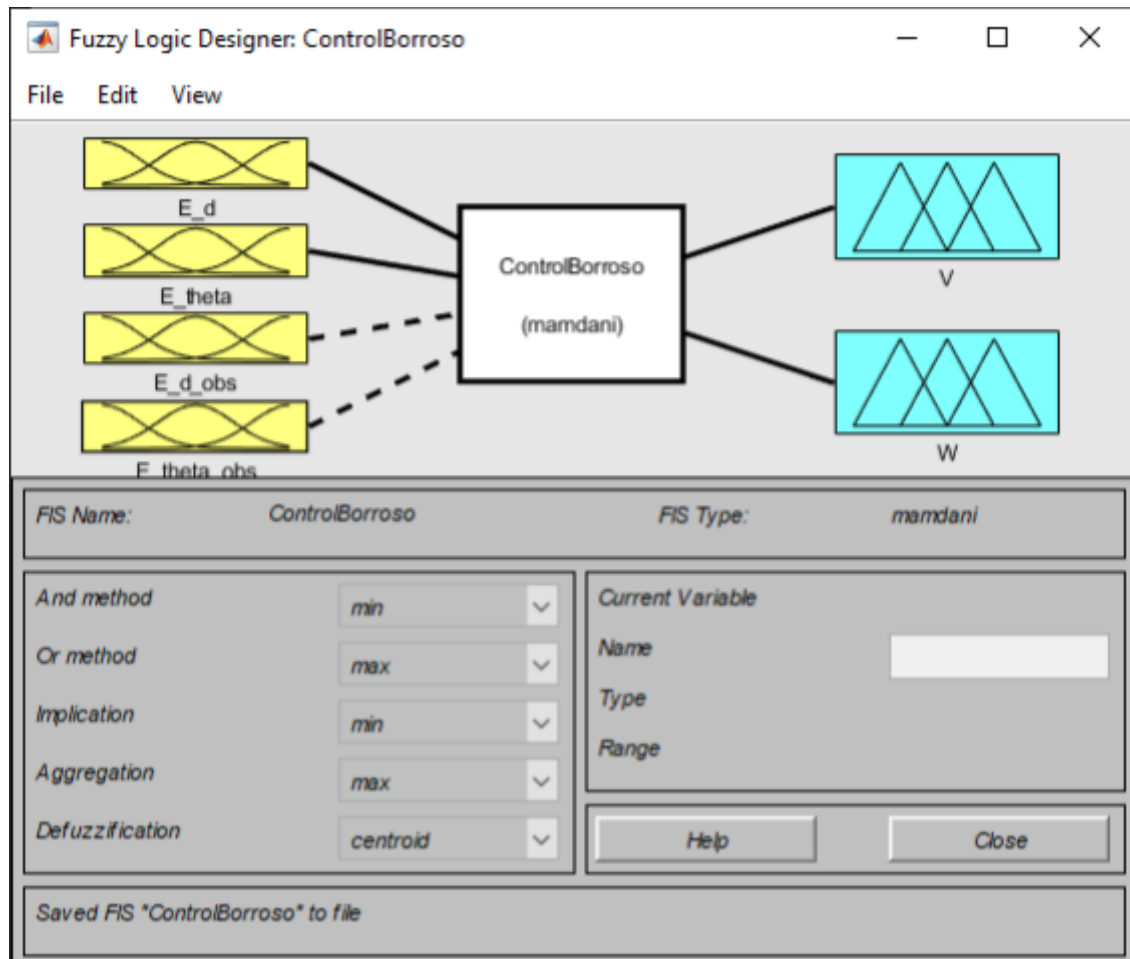 Fuzzy Logic Designer: ControlBorroso
File Edit View
E_d
E_theta
E_d_obs
E_theta_obs
ControlBorroso
(mamdani)
V
W
FIS Name: ControlBorroso FIS Type: mamdani
And method min
Or method max
Implication min
Aggregation max
Defuzzification centroid
Current Variable
Name
Type
Range
Help Close
Saved FIS "ControlBorroso" to file